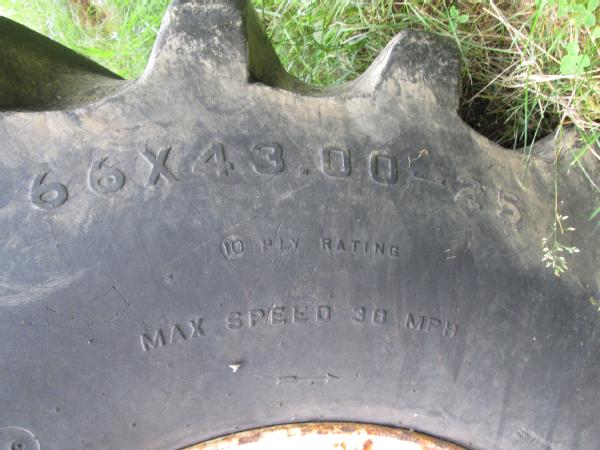 66X43.00-25
10 PLY RATING
MAX SPEED 30 MPH